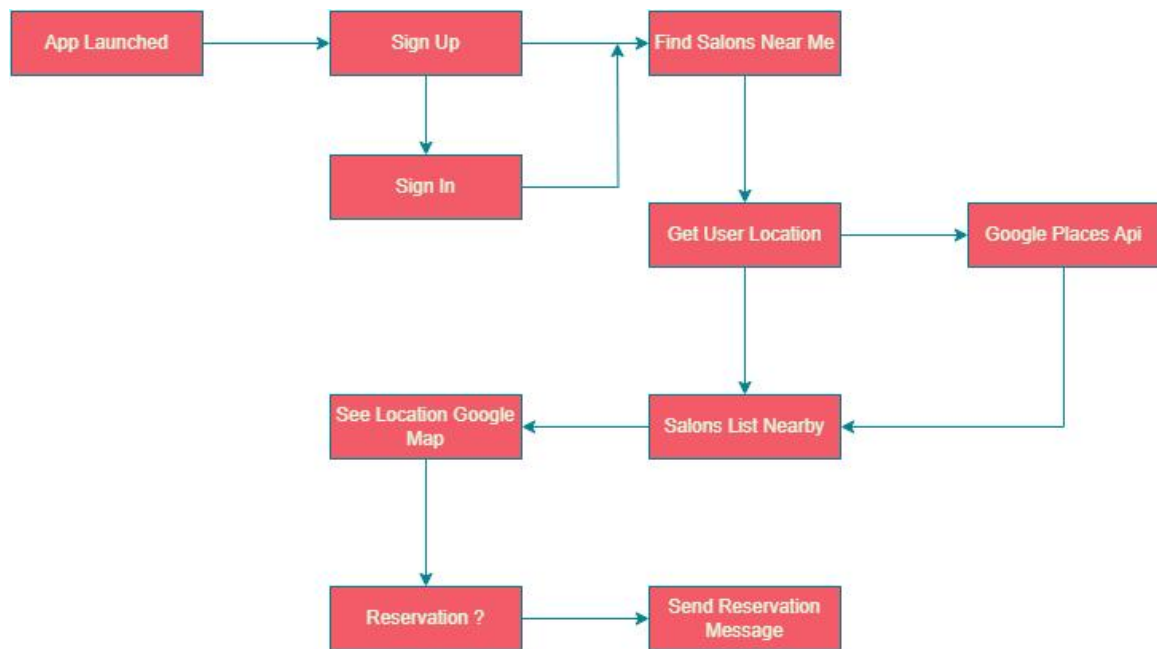 App Launched
Sign Up
Find Salons Near Me
Sign In
Get User Location
Google Places Api
See Location Google
Map
Salons List Nearby
Reservation ?
Send Reservation
Message